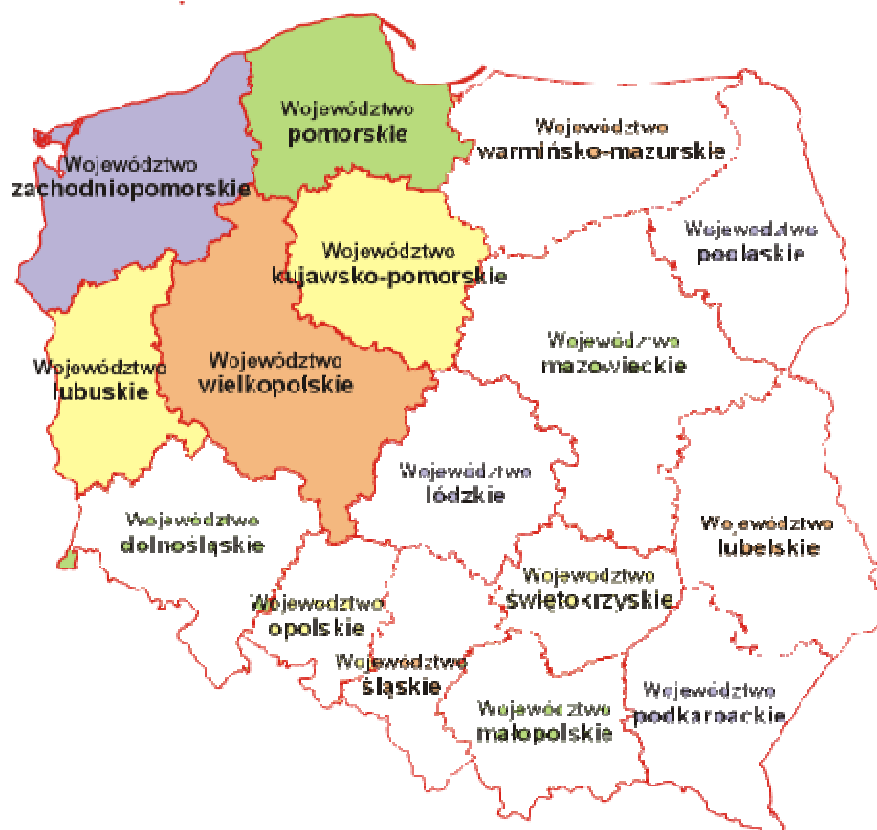 Województwo
pomorskie
Województwo
warmińsko-mazurskie
Województwo
zachodniopomorskie
Województwo
podlaskie
Województwo
kujawsko-pomorskie
Województwo
mazowieckie
Województwo
wielkopolskie
Województwo
lubuskie
Województwo
łódzkie
Województwo
dolnośląskie
Województwo
lubelskie
Województwo
świętokrzyskie
Województwo
opolskie
Województwo
śląskie
Województwo
podkarpackie
Województwo
małopolskie